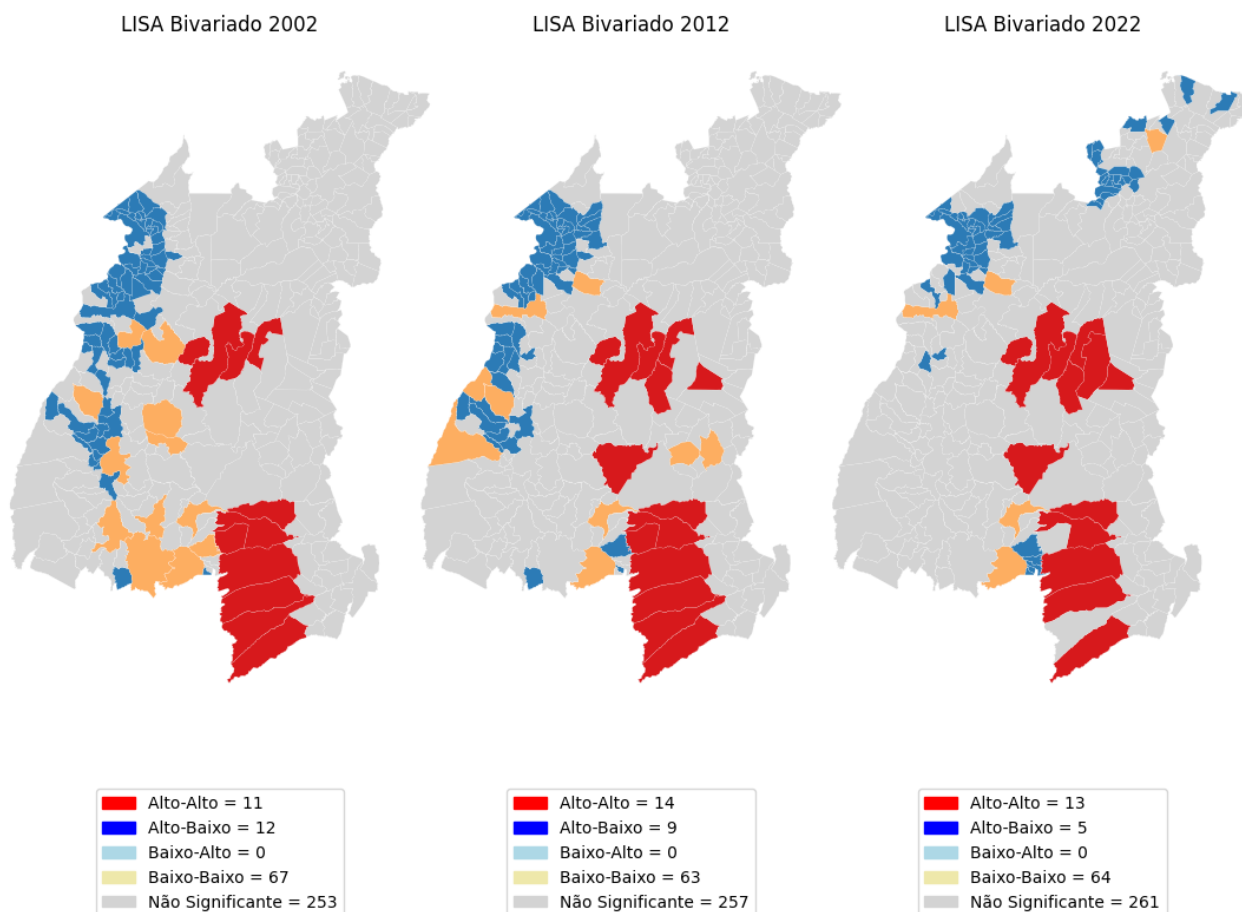 LISA Bivariado 2002
LISA Bivariado 2012
LISA Bivariado 2022
Alto-Alto = 11
Alto-Baixo = 12
Baixo-Alto = 0
Baixo-Baixo = 67
Não Significante = 253
Alto-Alto = 14
Alto-Baixo = 9
Baixo-Alto = 0
Baixo-Baixo = 63
Não Significante = 257
Alto-Alto = 13
Alto-Baixo = 5
Baixo-Alto = 0
Baixo-Baixo = 64
Não Significante = 261